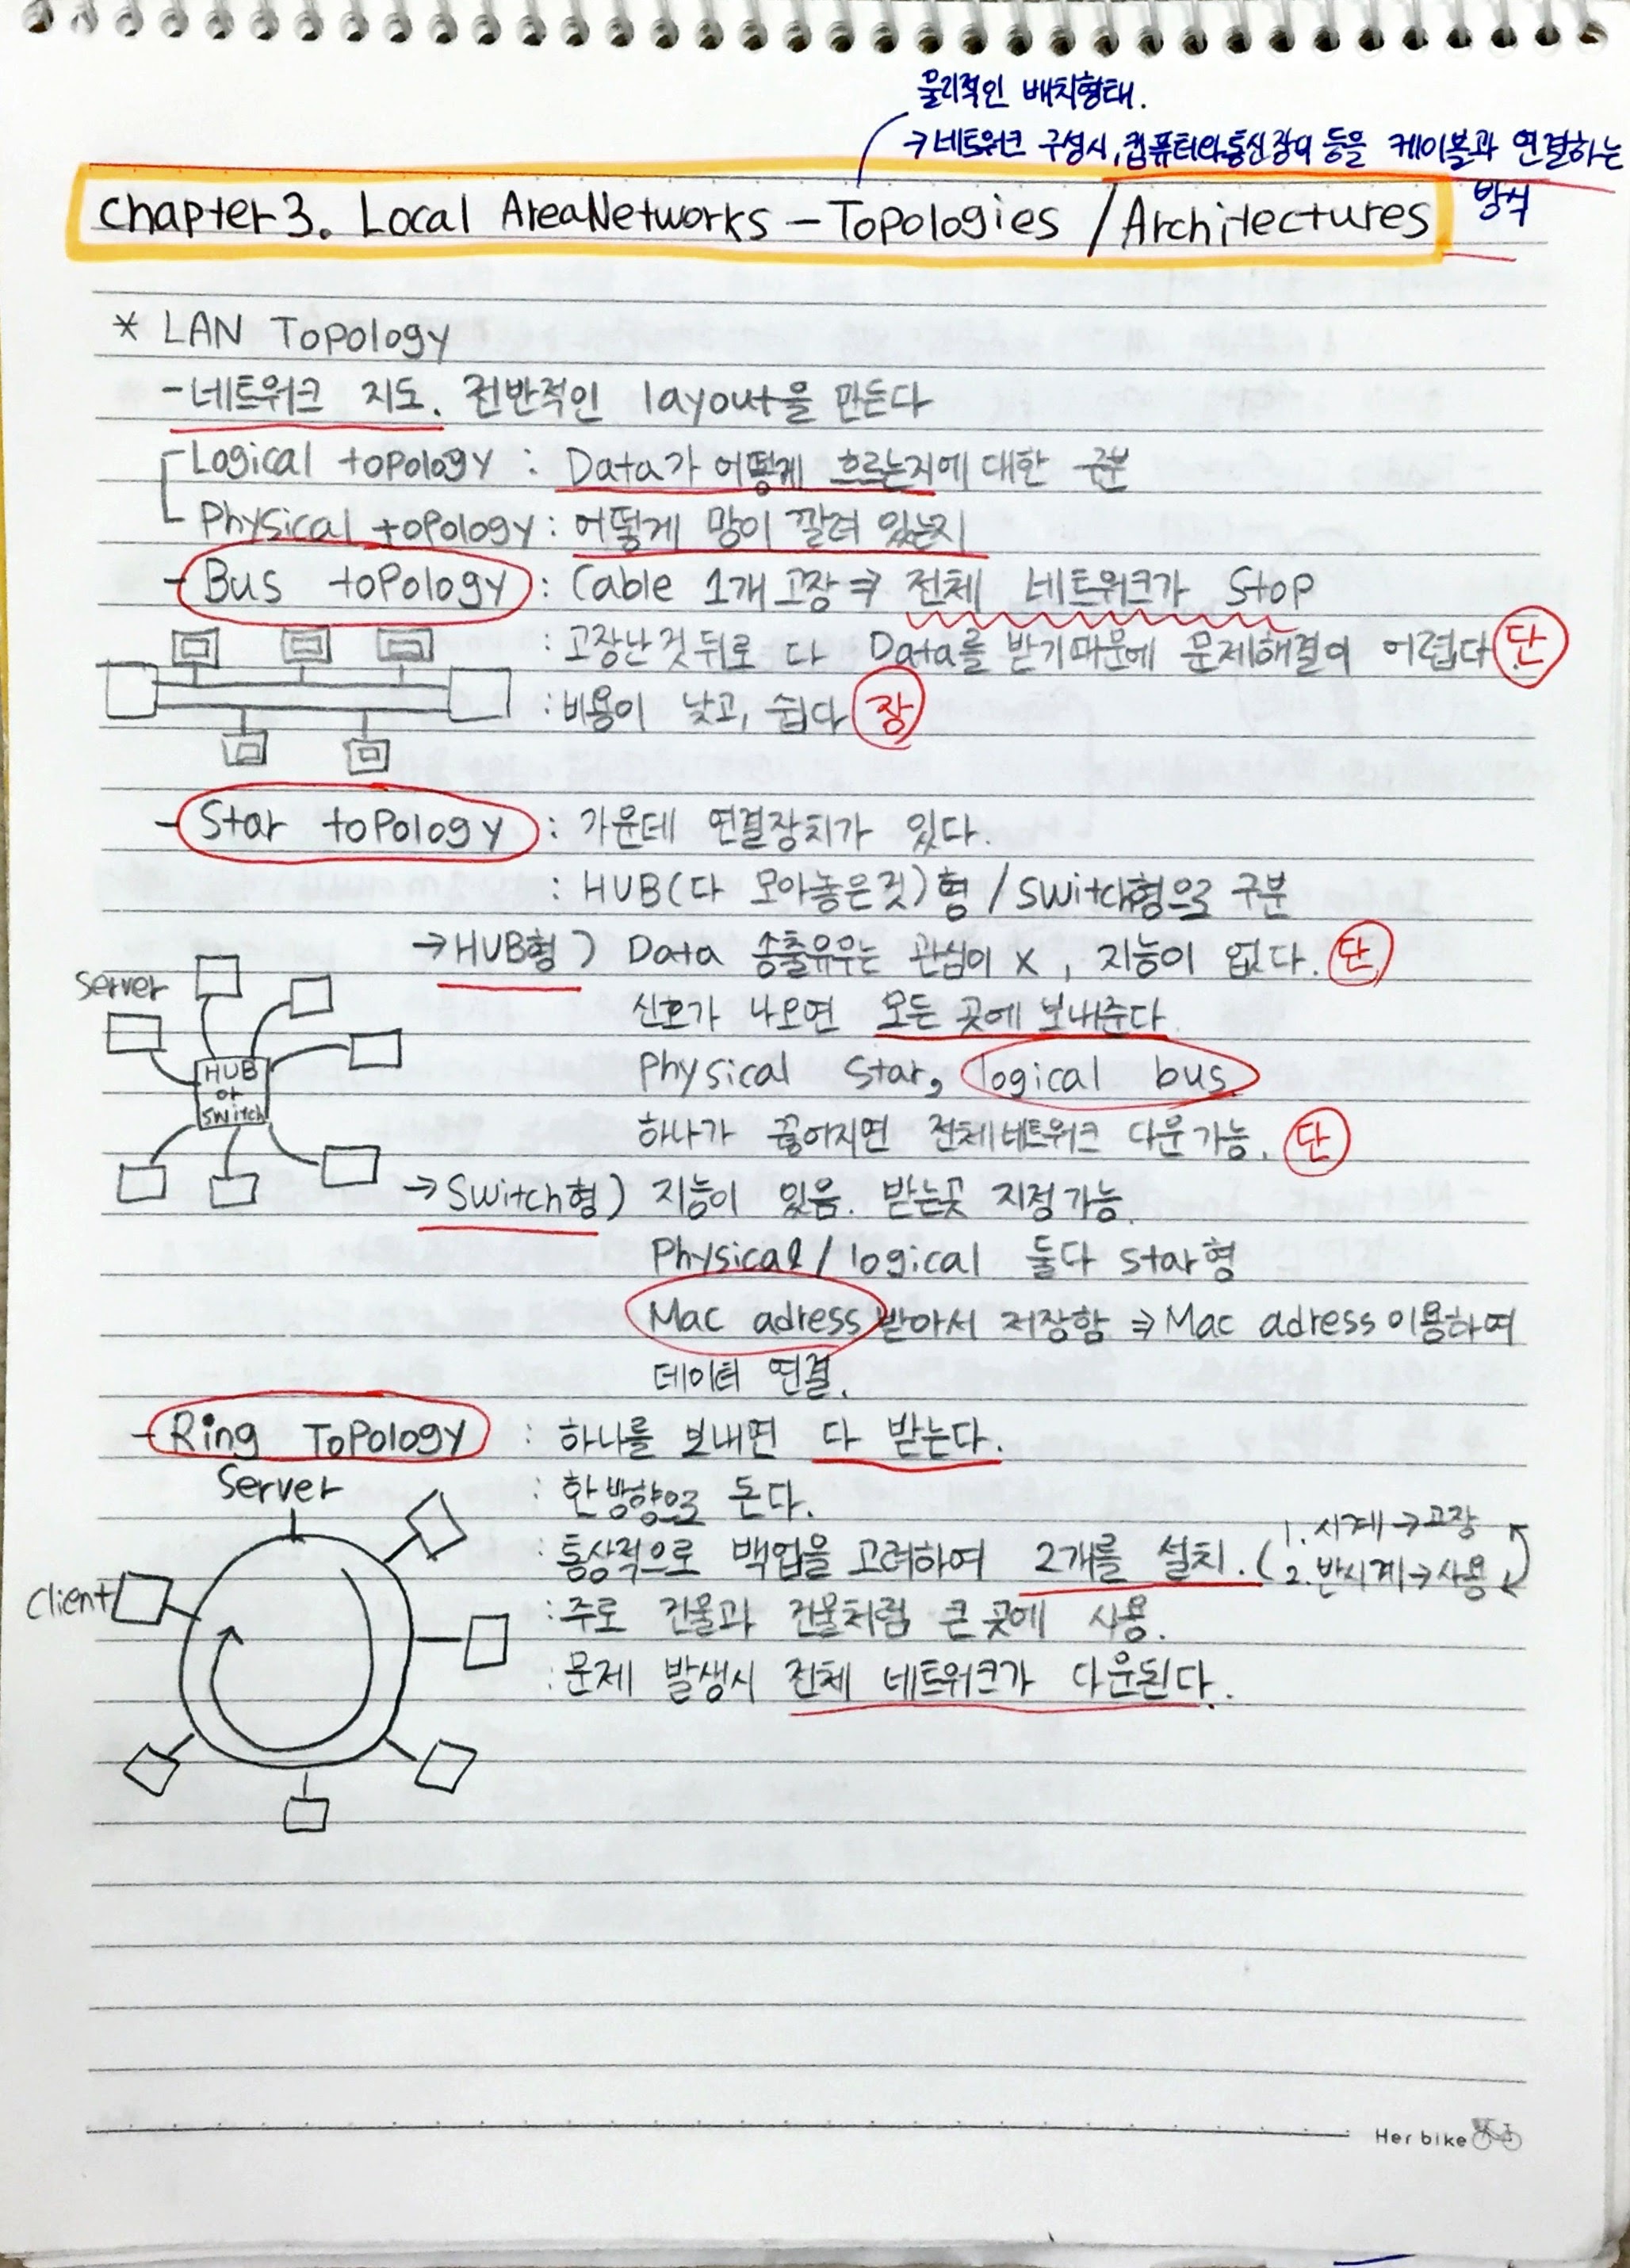 물리적인 배치형태.
→ 네트워크 구성시, 컴퓨터와 통신장비 등을 케이블과 연결하는
방식
chapter3. Local AreaNetworks - Topologies / Architectures
* LAN Topology
- 네트워크 지도. 전반적인 layout을 만든다
Logical topology : Data가 어떻게 흐르는지에 대한 구분
Physical topology : 어떻게 망이 깔려 있는지
- Bus topology : Cable 1개 고장 ⇒ 전체 네트워크가 Stop
: 고장난것 뒤로 다 Data를 받기때문에 문제해결이 어렵다. 단
: 비용이 낮고, 쉽다 장
- Star topology : 가운데 연결장치가 있다.
: HUB(다 모아놓은것)형 / switch형으로 구분
→ HUB형) Data 송출유무는 관심이 x, 지능이 없다. 단
신호가 나오면 모든 곳에 보내준다.
Physical Star, logical bus
하나가 끊어지면 전체네트워크 다운가능. 단
Server
HUB
or
switch
→ Switch형) 지능이 있음. 받는곳 지정가능.
Physical / logical 둘다 star형
Mac adress 받아서 저장함 ⇒ Mac adress 이용하여
데이터 연결.
- Ring Topology : 하나를 보내면 다 받는다.
: 한방향으로 돈다.
: 통상적으로 백업을 고려하여 2개를 설치. ( 1. 시계 → 고장
2. 반시계 → 사용 )
: 주로 건물과 건물처럼 큰 곳에 사용.
: 문제 발생시 전체 네트워크가 다운된다.
Server
Client
Her bike